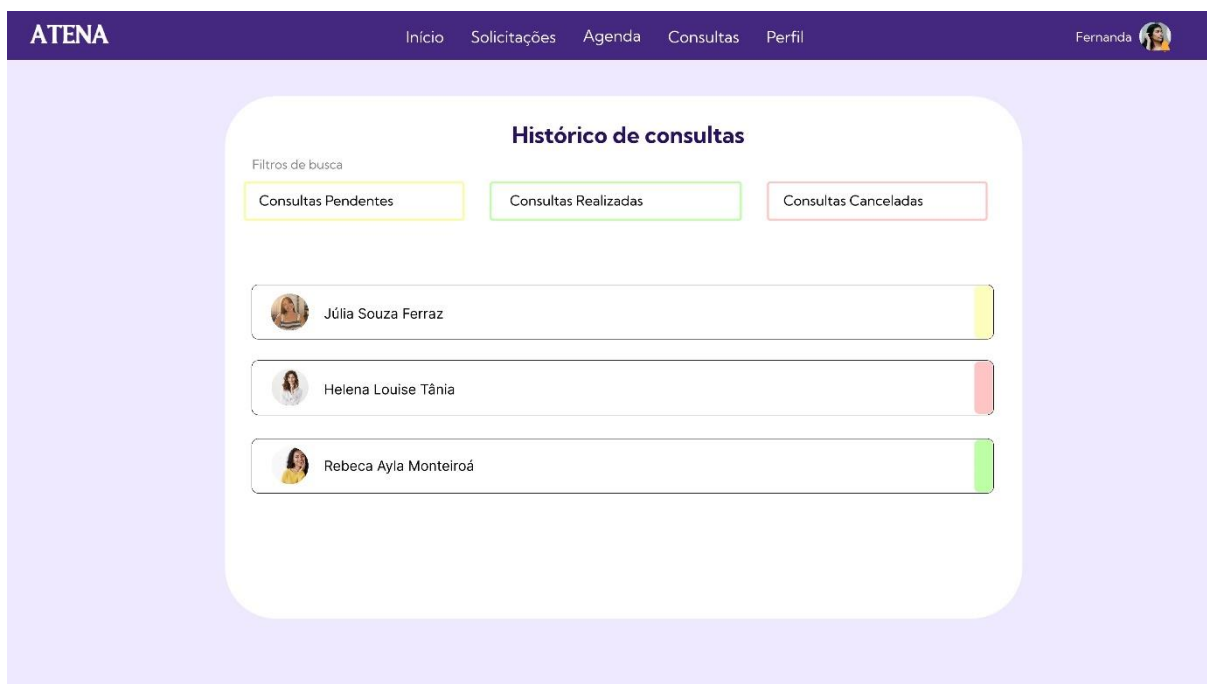 ATENA
Início Solicitações Agenda Consultas Perfil
Fernanda
Histórico de consultas
Filtros de busca
Consultas Pendentes
Consultas Realizadas
Consultas Canceladas
Júlia Souza Ferraz
Helena Louise Tânia
Rebeca Ayla Monteiroá